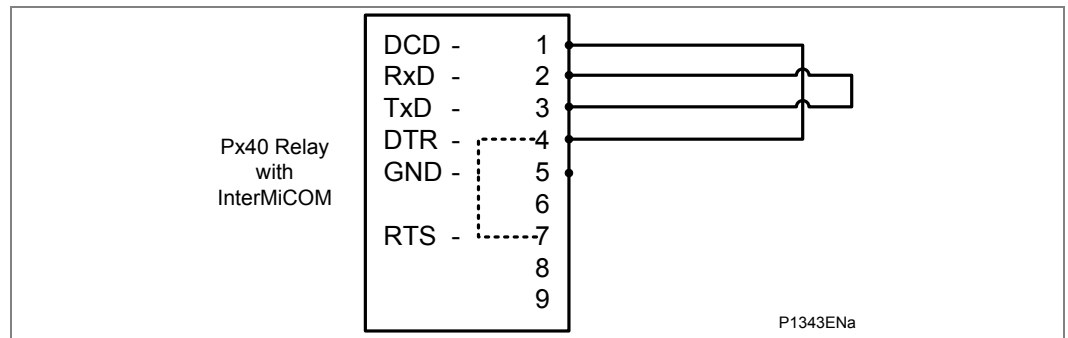 DCD - 1
RxD - 2
TxD - 3
DTR - 4
GND - 5
6
RTS - 7
8
9
Px40 Relay
with
InterMiCOM
P1343ENa